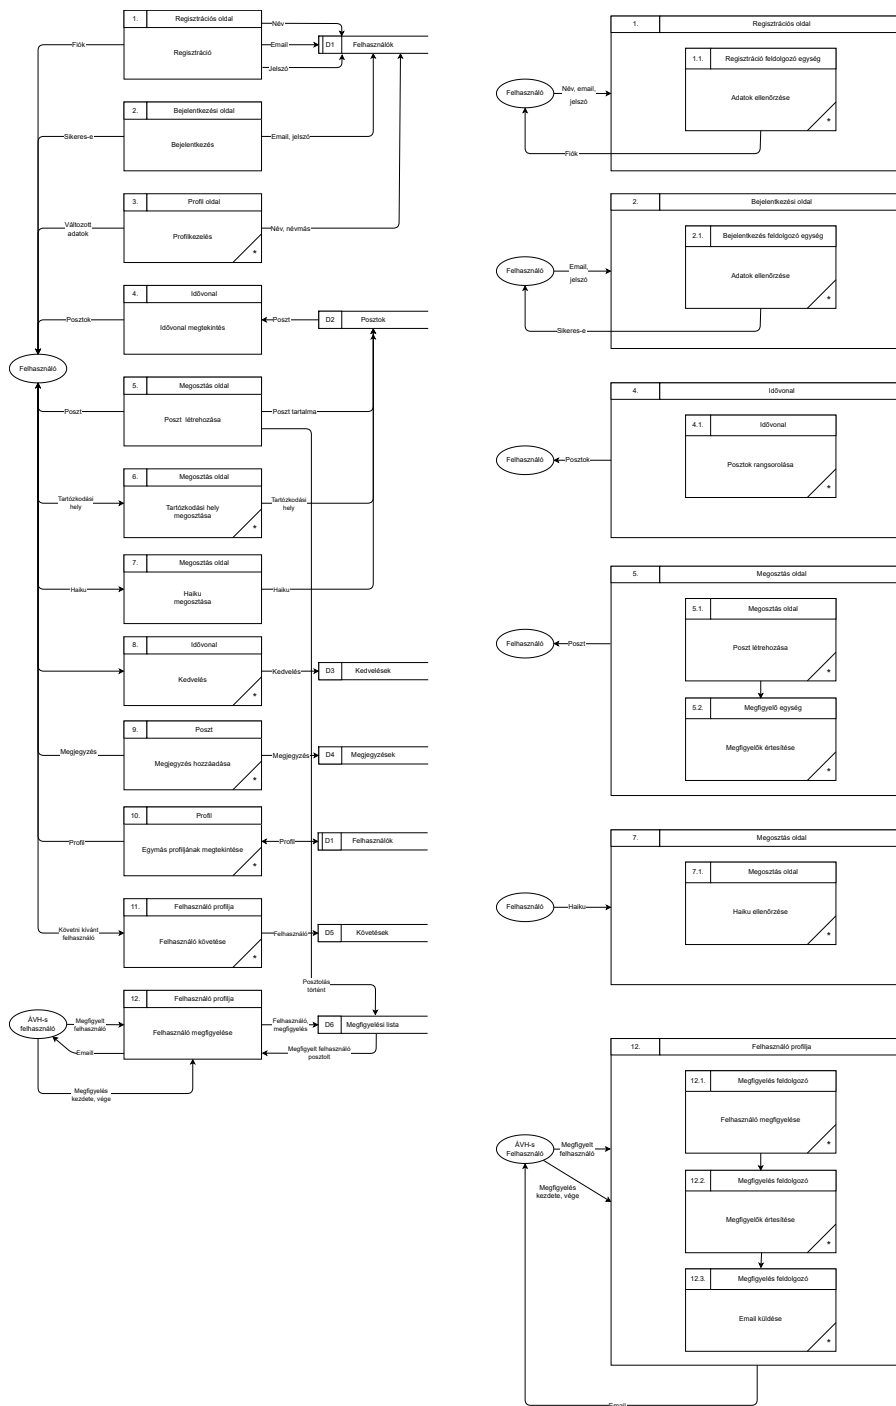 1. Regisztrációs oldal
Regisztráció
Fiók
Név
Email
Jelszó
D1 Felhasználók
2. Bejelentkezési oldal
Bejelentkezés
Sikeres-e
Email, jelszó
3. Profil oldal
Profilkezelés
*
Változott
adatok
Név, névmás
4. Idővonal
Idővonal megtekintés
Posztok
Poszt
D2 Posztok
Felhasználó
5. Megosztás oldal
Poszt létrehozása
Poszt
Poszt tartalma
6. Megosztás oldal
Tartózkodási hely
megosztása
*
Tartózkodási
hely
Tartózkodási
hely
7. Megosztás oldal
Haiku
megosztása
Haiku
Haiku
8. Idővonal
Kedvelés
*
Kedvelés
D3 Kedvelések
9. Poszt
Megjegyzés hozzáadása
*
Megjegyzés
Megjegyzés
D4 Megjegyzések
10. Profil
Egymás profiljának megtekintése
*
Profil
Profil
D1 Felhasználók
11. Felhasználó profilja
Felhasználó követése
*
Követni kívánt
felhasználó
Felhasználó
D5 Követések
Posztolás
történt
12. Felhasználó profilja
Felhasználó megfigyelése
ÁVH-s
felhasználó
Megfigyelt
felhasználó
Emaill
Felhasználó,
megfigyelés
D6 Megfigyelési lista
Megfigyelt felhasználó
posztolt
Megfigyelés
kezdete, vége
1. Regisztrációs oldal
1.1. Regisztráció feldolgozó egység
Adatok ellenőrzése
*
Felhasználó
Név, email,
jelszó
Fiók
2. Bejelentkezési oldal
2.1. Bejelentkezés feldolgozó egység
Adatok ellenőrzése
*
Felhasználó
Email,
jelszó
Sikeres-e
4. Idővonal
4.1. Idővonal
Posztok rangsorolása
*
Felhasználó
Posztok
5. Megosztás oldal
5.1. Megosztás oldal
Poszt létrehozása
*
Felhasználó
Poszt
5.2. Megfigyelő egység
Megfigyelők értesítése
*
7. Megosztás oldal
7.1. Megosztás oldal
Haiku ellenőrzése
*
Felhasználó
Haiku
12. Felhasználó profilja
12.1. Megfigyelés feldolgozó
Felhasználó megfigyelése
*
ÁVH-s
Felhasználó
Megfigyelt
felhasználó
Megfigyelés
kezdete, vége
12.2. Megfigyelés feldolgozó
Megfigyelők értesítése
*
12.3. Megfigyelés feldolgozó
Email küldése
*
Email